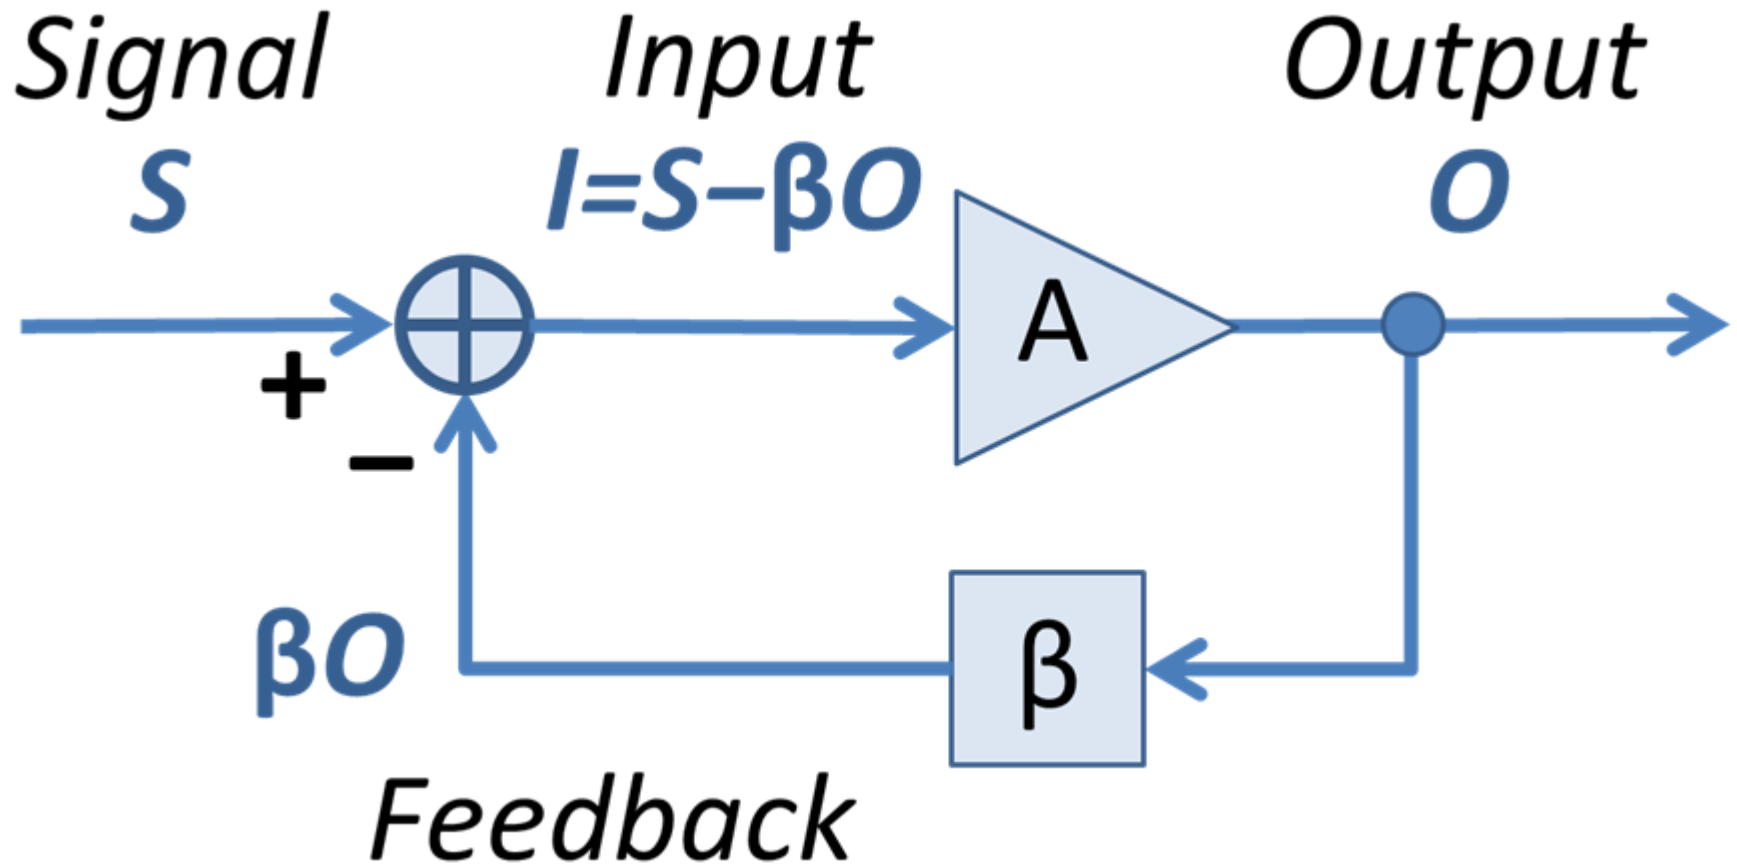 Signal
Input
Output
S
I=S−βO
O
A
+
−
βO
β
Feedback